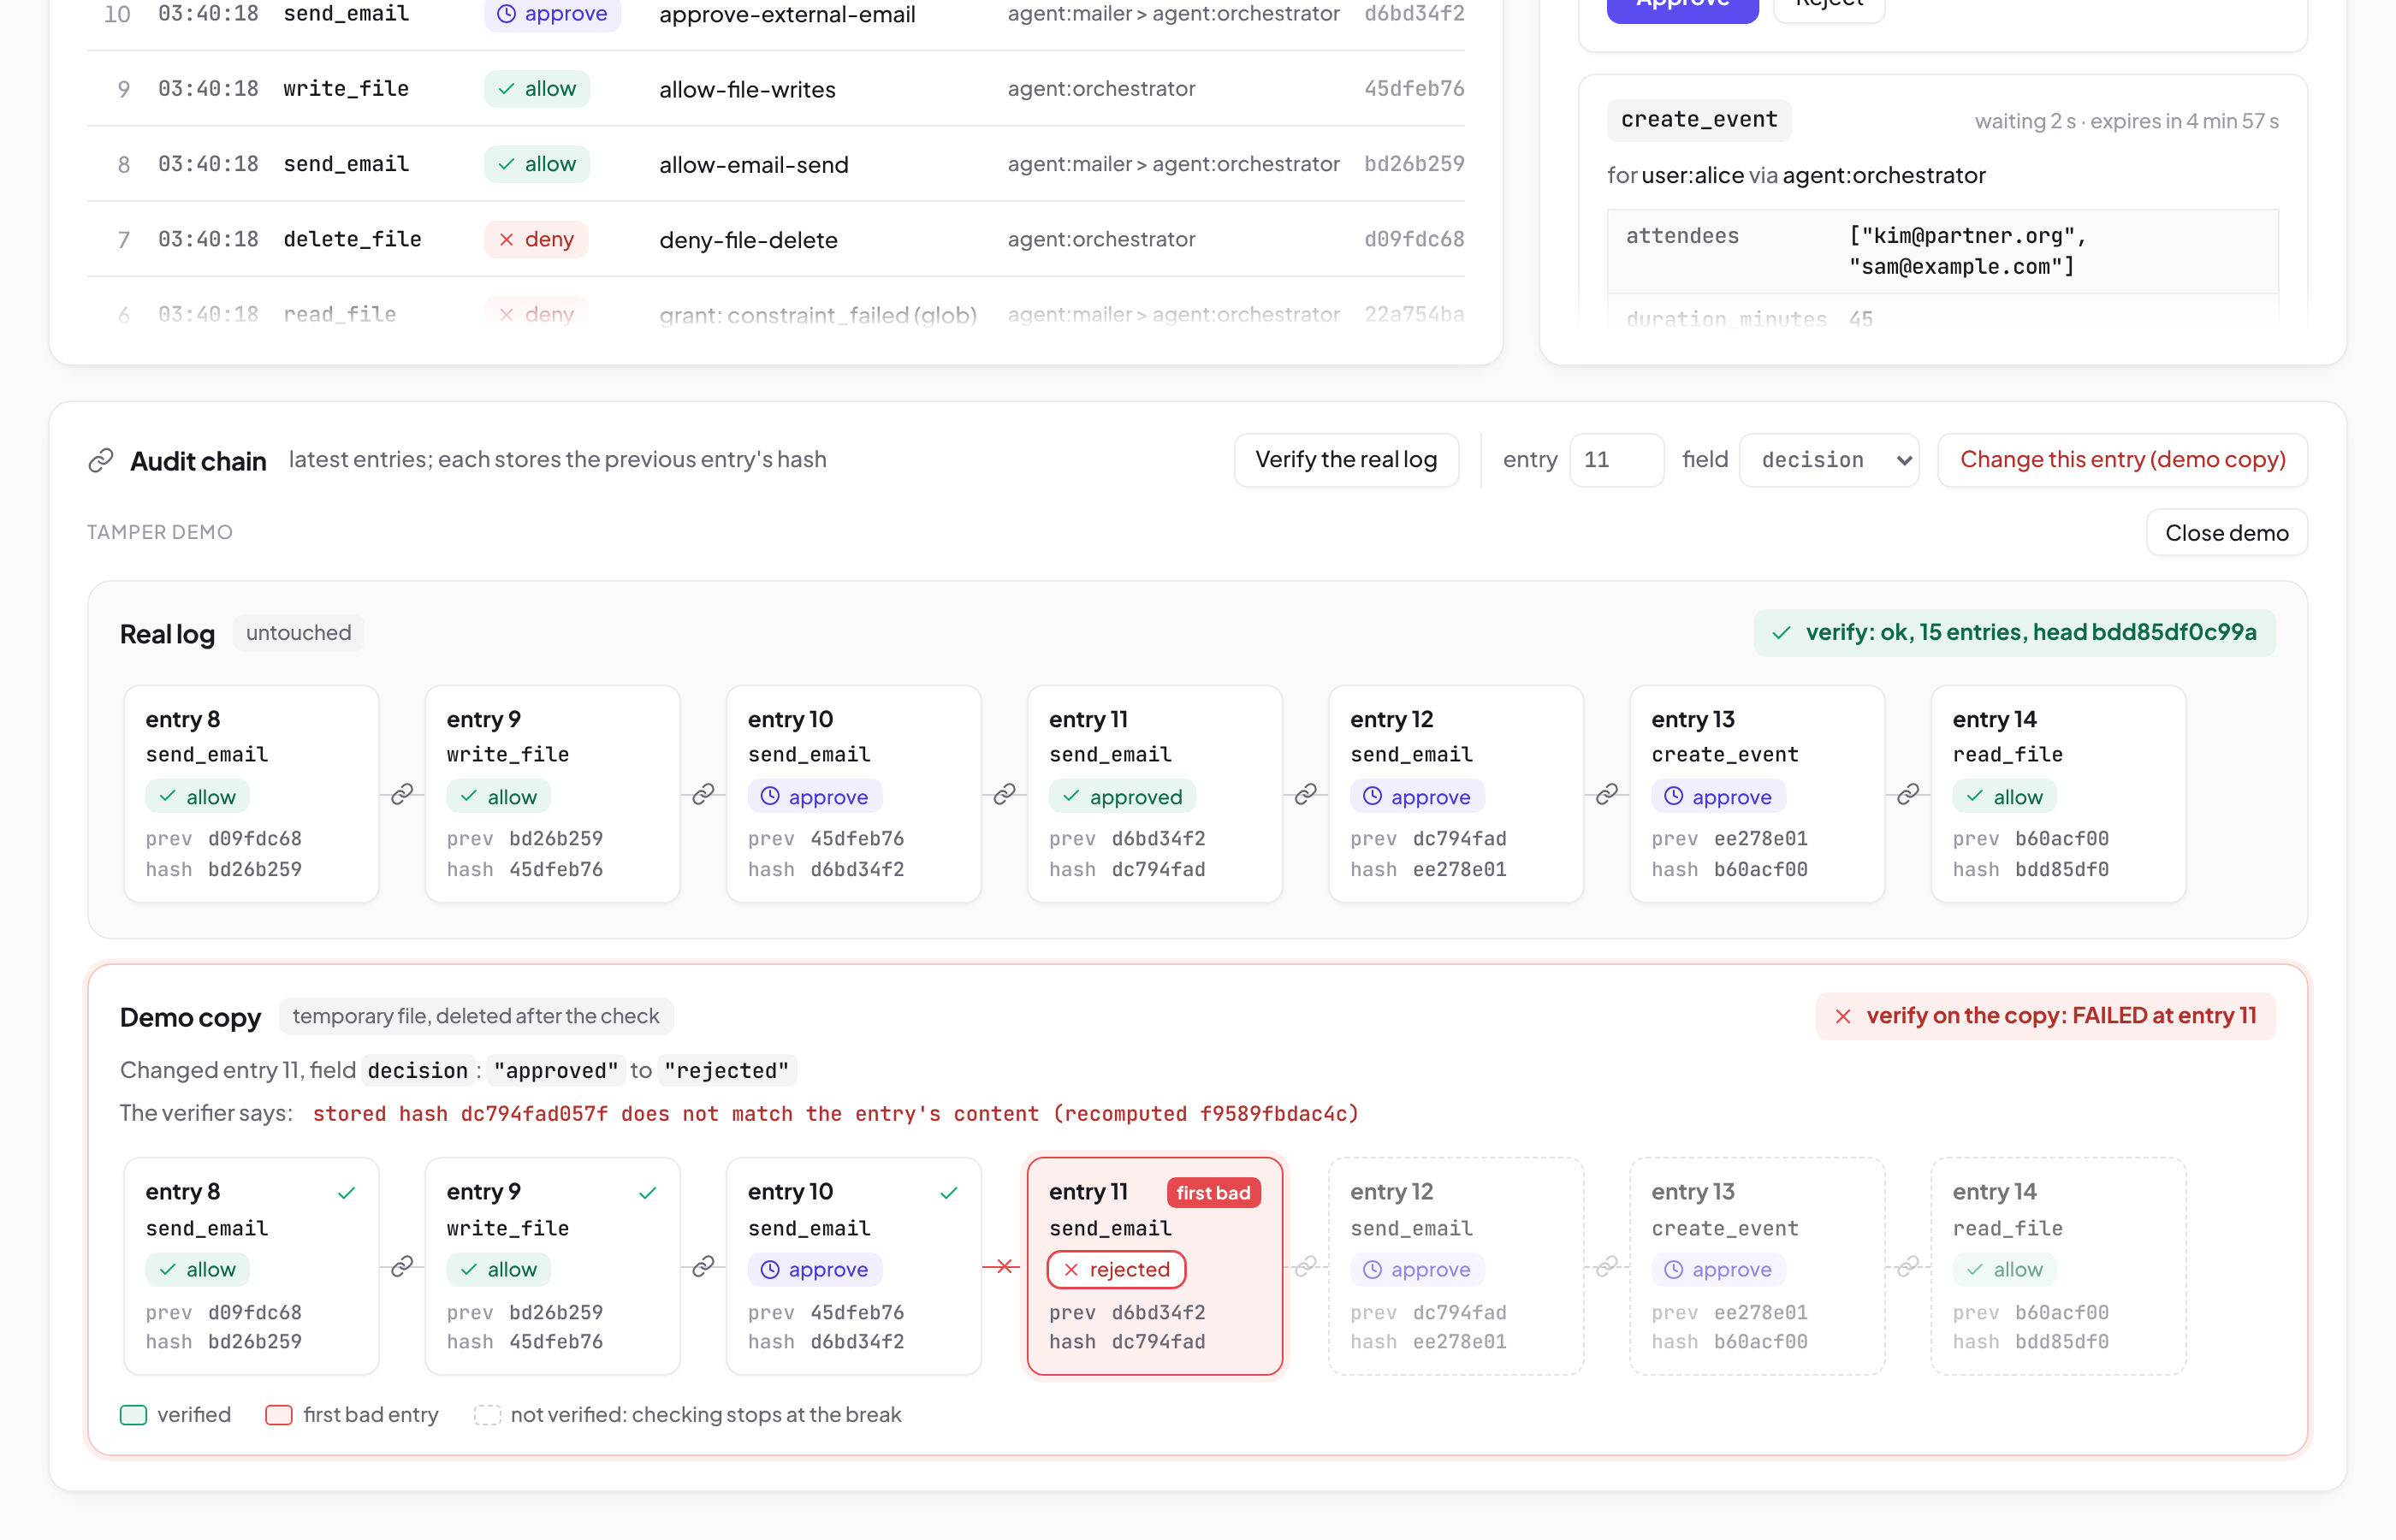 10 03:40:18 send_email approve approve-external-email agent:mailer > agent:orchestrator d6bd34f2
9 03:40:18 write_file allow allow-file-writes agent:orchestrator 45dfeb76
8 03:40:18 send_email allow allow-email-send agent:mailer > agent:orchestrator bd26b259
7 03:40:18 delete_file deny deny-file-delete agent:orchestrator d09fdc68
6 03:40:18 read_file deny grant: constraint_failed (glob) agent:mailer > agent:orchestrator 22a754ba
Approve Reject
create_event waiting 2 s · expires in 4 min 57 s
for user:alice via agent:orchestrator
attendees ["kim@partner.org",
"sam@example.com"]
duration_minutes 45
Audit chain latest entries; each stores the previous entry's hash Verify the real log entry 11 field decision Change this entry (demo copy)
TAMPER DEMO Close demo
Real log untouched verify: ok, 15 entries, head bdd85df0c99a
entry 8 entry 9 entry 10 entry 11 entry 12 entry 13 entry 14
send_email write_file send_email send_email send_email create_event read_file
allow allow approve approved approve approve allow
prev d09fdc68 prev bd26b259 prev 45dfeb76 prev d6bd34f2 prev dc794fad prev ee278e01 prev b60acf00
hash bd26b259 hash 45dfeb76 hash d6bd34f2 hash dc794fad hash ee278e01 hash b60acf00 hash bdd85df0
Demo copy temporary file, deleted after the check verify on the copy: FAILED at entry 11
Changed entry 11, field decision : "approved" to "rejected"
The verifier says: stored hash dc794fad057f does not match the entry's content (recomputed f9589fbdac4c)
entry 8 entry 9 entry 10 entry 11 first bad entry 12 entry 13 entry 14
send_email write_file send_email send_email send_email create_event read_file
allow allow approve rejected approve approve allow
prev d09fdc68 prev bd26b259 prev 45dfeb76 prev d6bd34f2 prev dc794fad prev ee278e01 prev b60acf00
hash bd26b259 hash 45dfeb76 hash d6bd34f2 hash dc794fad hash ee278e01 hash b60acf00 hash bdd85df0
verified first bad entry not verified: checking stops at the break